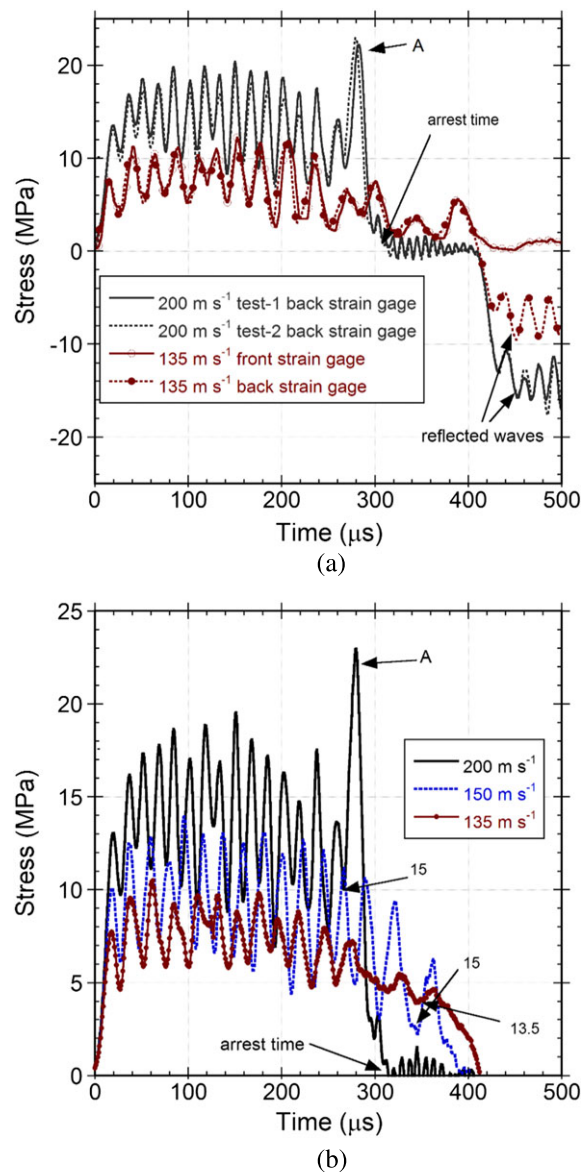 20
10
0
-10
-20
Stress (MPa)
A
arrest time
200 m s⁻¹ test-1 back strain gage
200 m s⁻¹ test-2 back strain gage
135 m s⁻¹ front strain gage
135 m s⁻¹ back strain gage
reflected waves
0 100 200 300 400 500
Time (μs)
(a)
25
20
15
10
5
0
Stress (MPa)
A
200 m s⁻¹
150 m s⁻¹
135 m s⁻¹
15
15
13.5
arrest time
0 100 200 300 400 500
Time (μs)
(b)